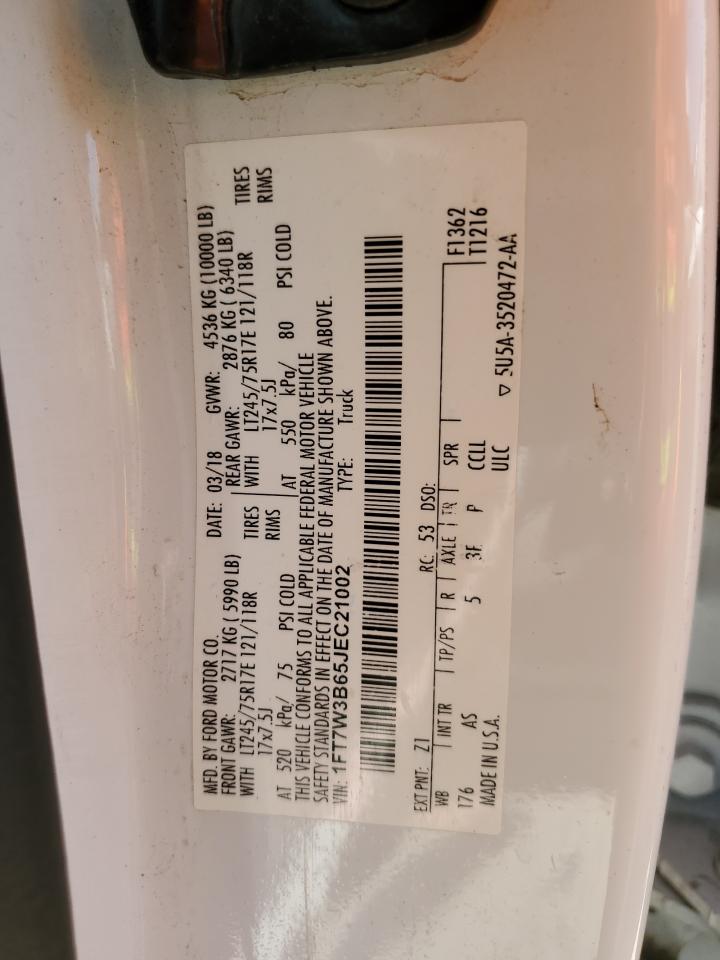 MFD. BY FORD MOTOR CO. DATE: 03/18 GVWR: 4536 KG (10000 LB)
FRONT GAWR: 2717 KG ( 5990 LB) REAR GAWR: 2876 KG ( 6340 LB)
WITH LT245/75R17E 121/118R TIRES WITH LT245/75R17E 121/118R TIRES
17x7.5J RIMS 17x7.5J RIMS
AT 520 kPa/ 75 PSI COLD AT 550 kPa/ 80 PSI COLD
THIS VEHICLE CONFORMS TO ALL APPLICABLE FEDERAL MOTOR VEHICLE
SAFETY STANDARDS IN EFFECT ON THE DATE OF MANUFACTURE SHOWN ABOVE.
VIN: 1FT7W3B65JEC21002 TYPE: Truck
EXT PNT: Z1 RC: 53 DSO:
WB INT TR TP/PS R AXLE TR SPR F1362
176 AS 5 3F P CCLL T1216
MADE IN U.S.A. ULC ▽ 5U5A-3520472-AA